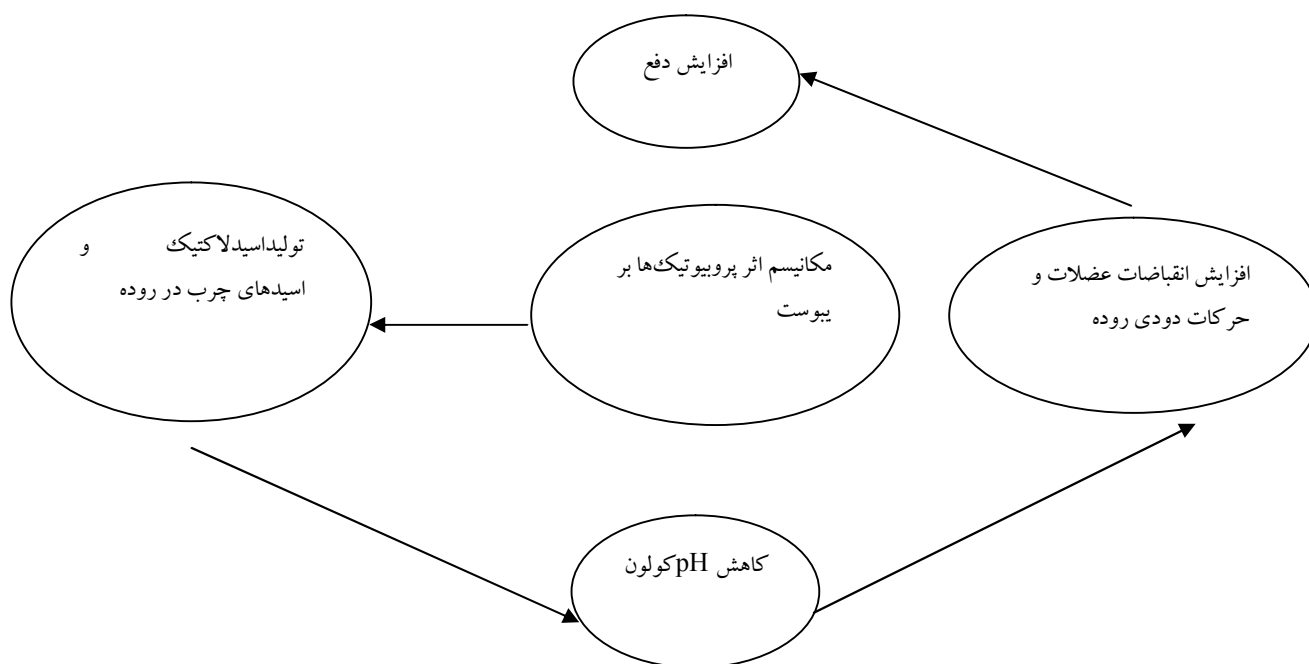 افزایش دفع
مکانیسم اثر پروبیوتیک‌ها بر
یبوست
تولیداسیدلاکتیک و
اسیدهای چرب در روده
کاهش pHکولون
افزایش انقباضات عضلات و
حرکات دودی روده